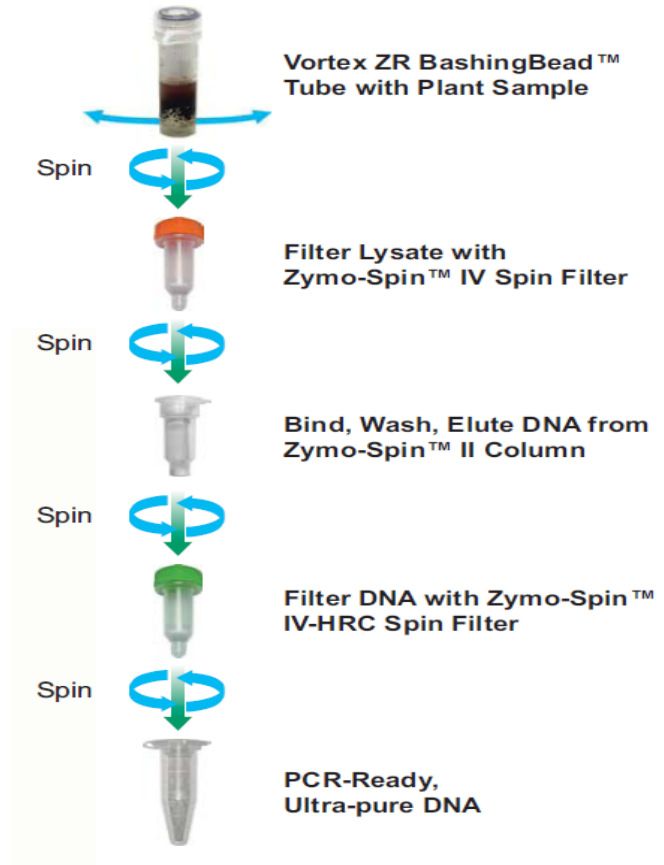 Vortex ZR BashingBead™
Tube with Plant Sample
Spin
Filter Lysate with
Zymo-Spin™ IV Spin Filter
Spin
Bind, Wash, Elute DNA from
Zymo-Spin™ II Column
Spin
Filter DNA with Zymo-Spin™
IV-HRC Spin Filter
Spin
PCR-Ready,
Ultra-pure DNA